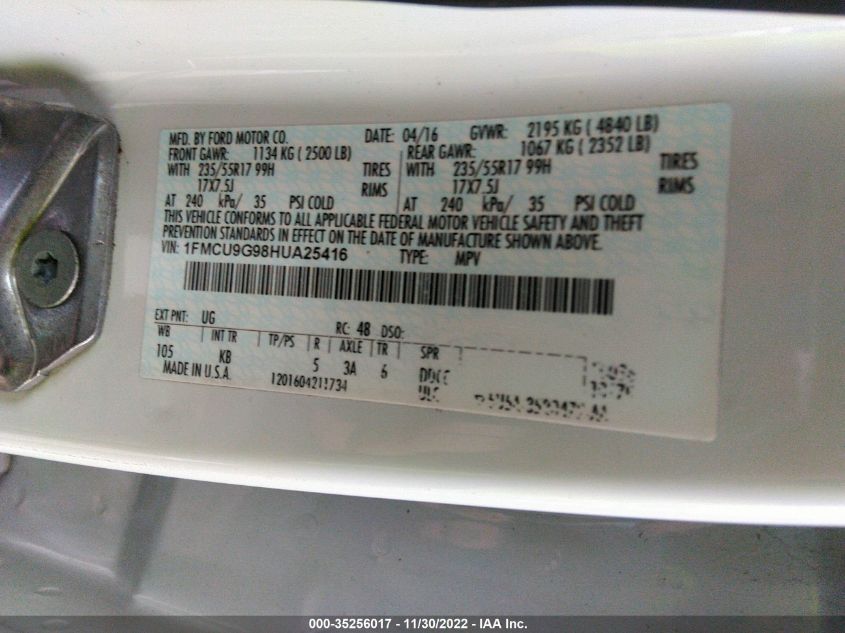 MFD. BY FORD MOTOR CO. DATE: 04/16 GVWR: 2195 KG ( 4840 LB)
FRONT GAWR: 1134 KG ( 2500 LB) REAR GAWR: 1067 KG ( 2352 LB)
WITH 235/55R17 99H TIRES WITH 235/55R17 99H TIRES
17X7.5J RIMS 17X7.5J RIMS
AT 240 kPa/ 35 PSI COLD AT 240 kPa/ 35 PSI COLD
THIS VEHICLE CONFORMS TO ALL APPLICABLE FEDERAL MOTOR VEHICLE SAFETY AND THEFT
PREVENTION STANDARDS IN EFFECT ON THE DATE OF MANUFACTURE SHOWN ABOVE.
VIN: 1FMCU9G98HUA25416 TYPE: MPV
EXT PNT: UG RC: 48 DSO:
WB INT TR TP/PS R AXLE TR SPR
105 KB 5 3A 6
MADE IN U.S.A. 1201604211734
000-35256017 - 11/30/2022 - IAA Inc.